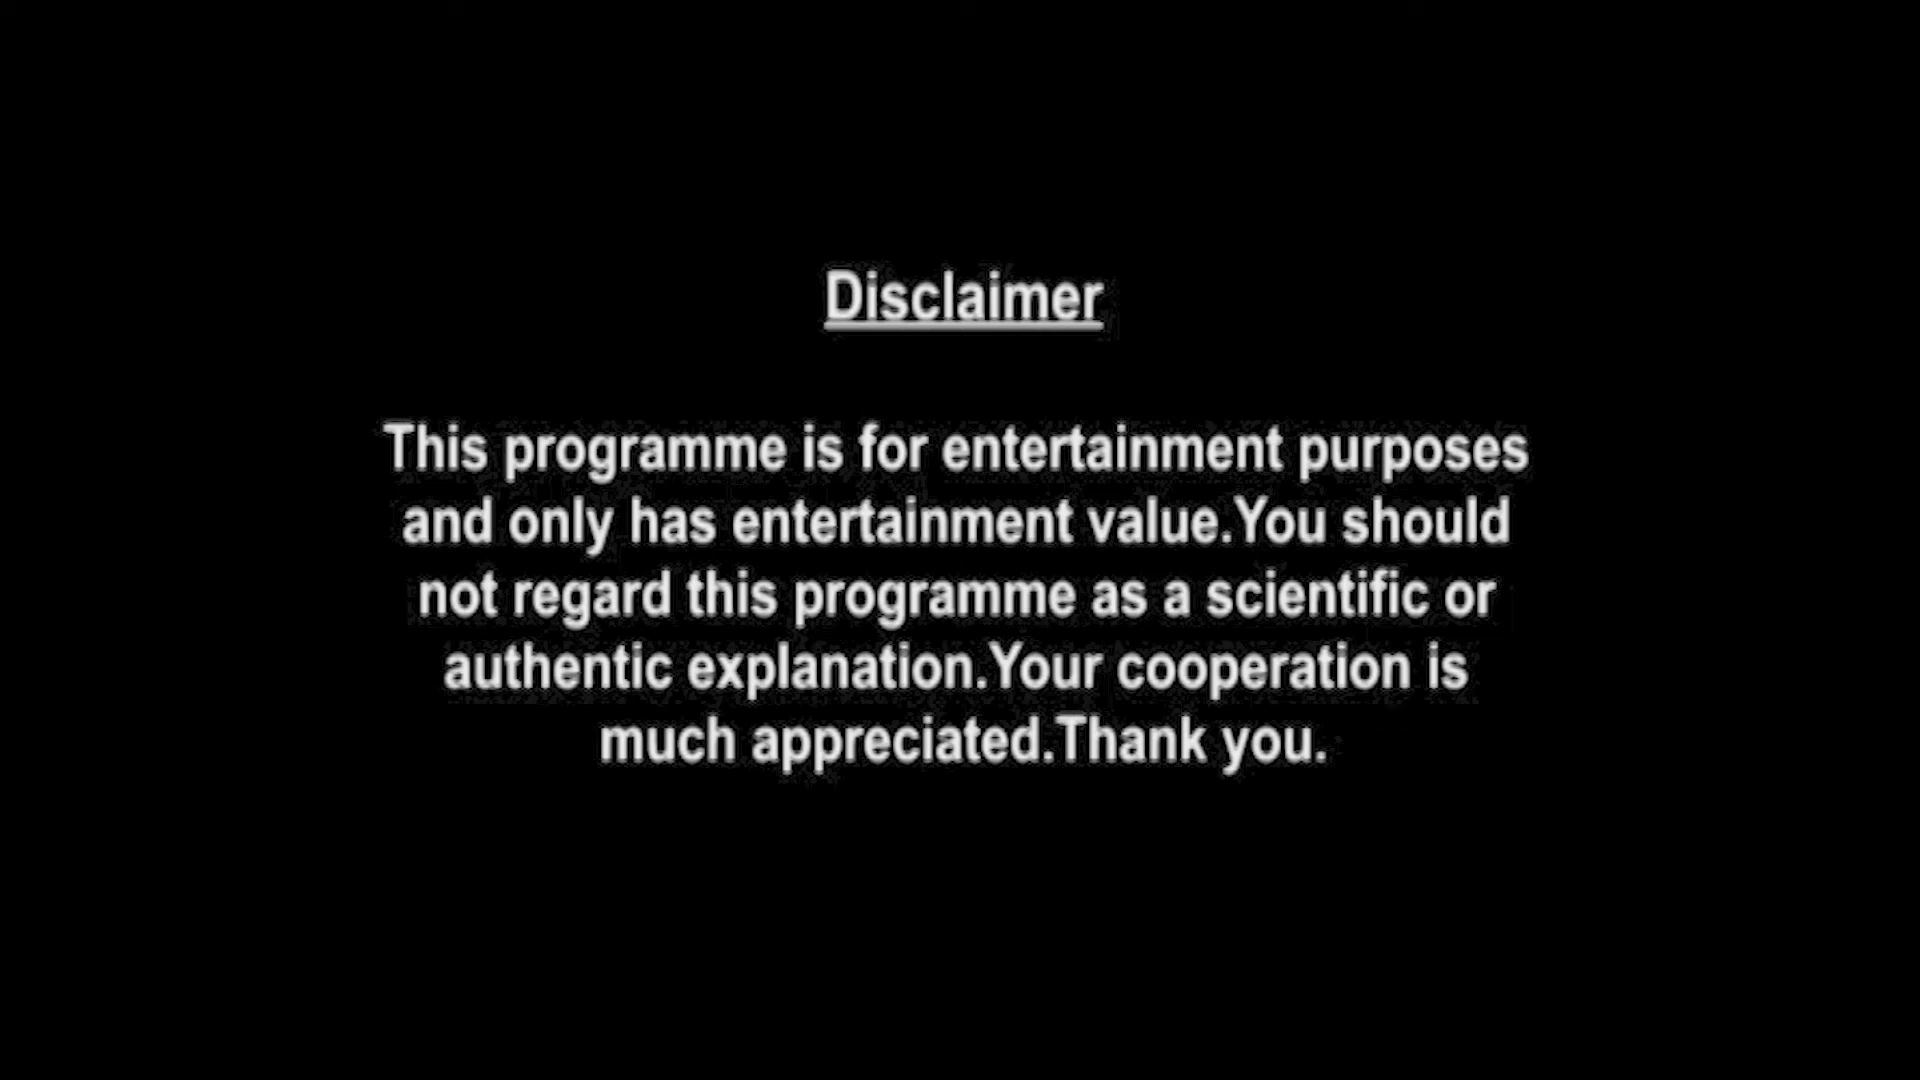 Disclaimer
This programme is for entertainment purposes
and only has entertainment value.You should
not regard this programme as a scientific or
authentic explanation.Your cooperation is
much appreciated.Thank you.